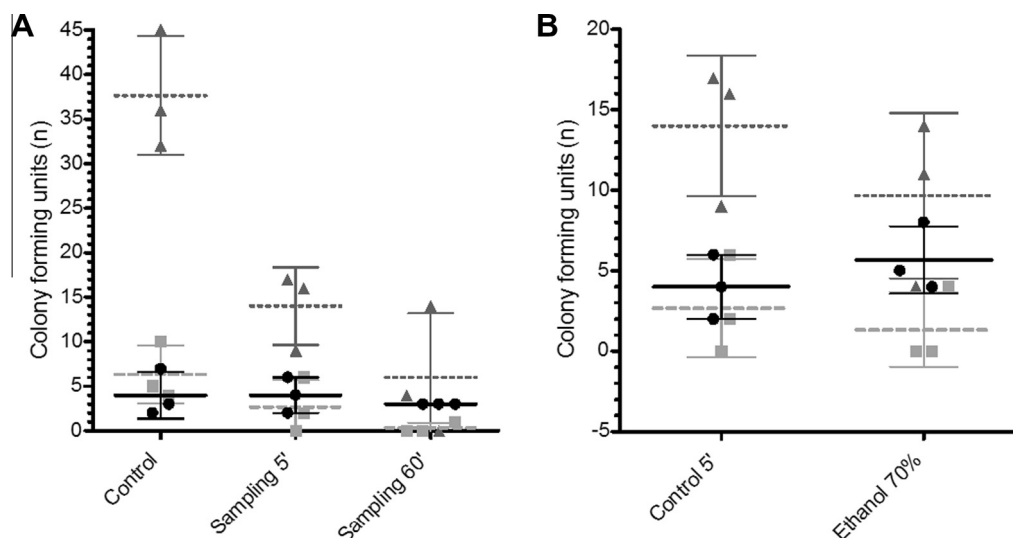 A
Colony forming units (n)
45
40
35
30
25
20
15
10
5
0
Control
Sampling 5'
Sampling 60'
B
Colony forming units (n)
20
15
10
5
0
-5
Control 5'
Ethanol 70%